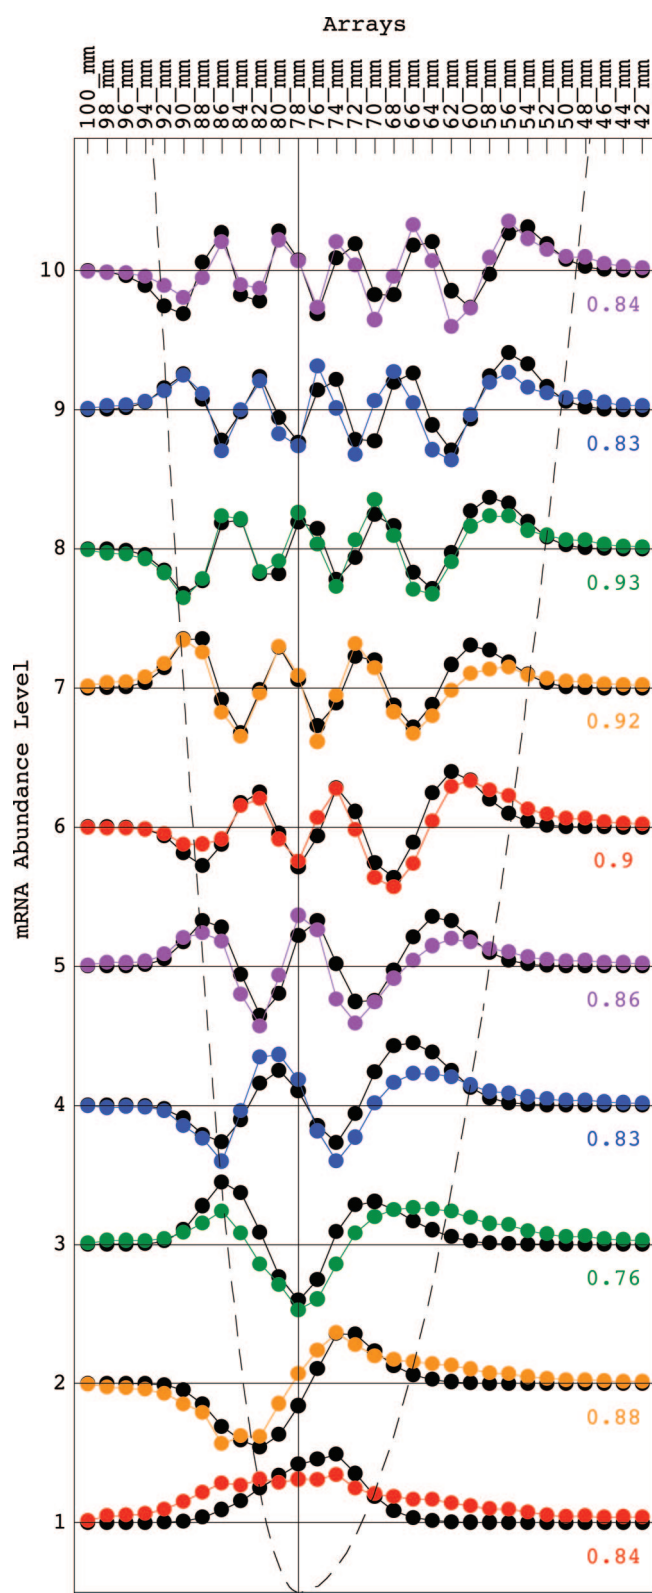 Arrays
100_mm
98_mm
96_mm
94_mm
92_mm
90_mm
88_mm
86_mm
84_mm
82_mm
80_mm
78_mm
76_mm
74_mm
72_mm
70_mm
68_mm
66_mm
64_mm
62_mm
60_mm
58_mm
56_mm
54_mm
52_mm
50_mm
48_mm
46_mm
44_mm
42_mm
mRNA Abundance Level
10
0.84
9
0.83
8
0.93
7
0.92
6
0.9
5
0.86
4
0.83
3
0.76
2
0.88
1
0.84